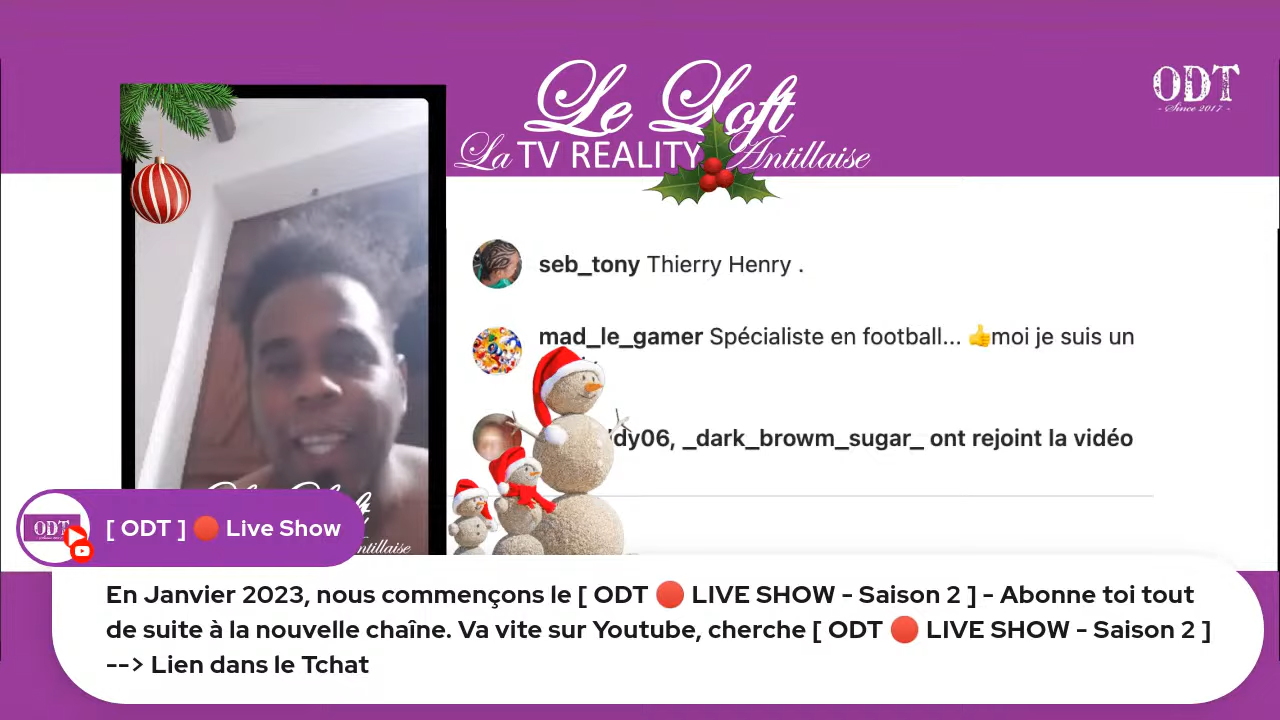 Le Loft
La TV REALITY Antillaise
ODT
- Since 2017 -
seb_tony Thierry Henry .
mad_le_gamer Spécialiste en football... 👍moi je suis un
dy06, _dark_browm_sugar_ ont rejoint la vidéo
ntillaise
ODT
[ ODT ] 🔴 Live Show
En Janvier 2023, nous commençons le [ ODT 🔴 LIVE SHOW - Saison 2 ] - Abonne toi tout
de suite à la nouvelle chaîne. Va vite sur Youtube, cherche [ ODT 🔴 LIVE SHOW - Saison 2 ]
--> Lien dans le Tchat